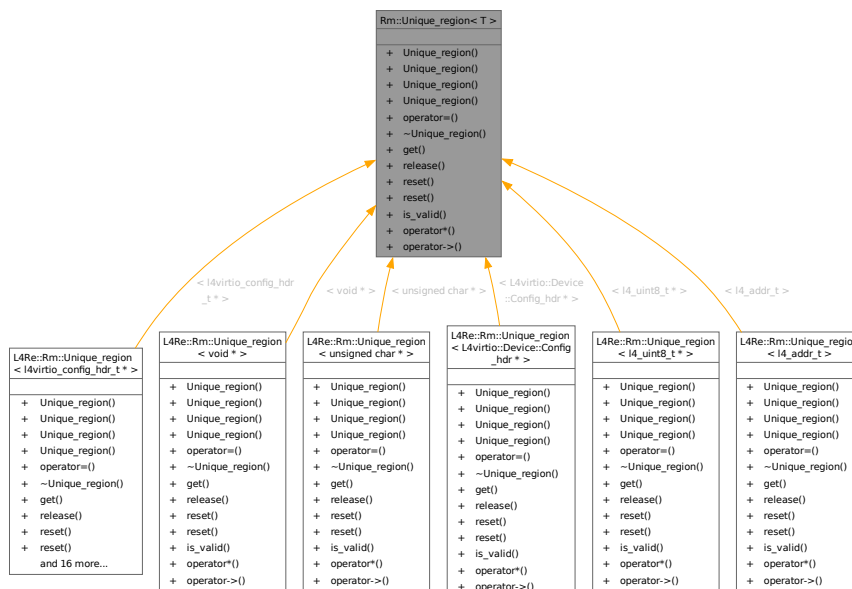 Rm::Unique_region< T >
+ Unique_region()
+ Unique_region()
+ Unique_region()
+ Unique_region()
+ operator=()
+ ~Unique_region()
+ get()
+ release()
+ reset()
+ reset()
+ is_valid()
+ operator*()
+ operator->()
< l4virtio_config_hdr
_t * >
< void * >
< unsigned char * >
< L4virtio::Device
::Config_hdr * >
< l4_uint8_t * >
< l4_addr_t >
L4Re::Rm::Unique_region
< l4virtio_config_hdr_t * >
+ Unique_region()
+ Unique_region()
+ Unique_region()
+ Unique_region()
+ operator=()
+ ~Unique_region()
+ get()
+ release()
+ reset()
+ reset()
and 16 more...
L4Re::Rm::Unique_region
< void * >
+ Unique_region()
+ Unique_region()
+ Unique_region()
+ Unique_region()
+ operator=()
+ ~Unique_region()
+ get()
+ release()
+ reset()
+ reset()
+ is_valid()
+ operator*()
+ operator->()
L4Re::Rm::Unique_region
< unsigned char * >
+ Unique_region()
+ Unique_region()
+ Unique_region()
+ Unique_region()
+ operator=()
+ ~Unique_region()
+ get()
+ release()
+ reset()
+ reset()
+ is_valid()
+ operator*()
+ operator->()
L4Re::Rm::Unique_region
< L4virtio::Device::Config
_hdr * >
+ Unique_region()
+ Unique_region()
+ Unique_region()
+ Unique_region()
+ operator=()
+ ~Unique_region()
+ get()
+ release()
+ reset()
+ reset()
+ is_valid()
+ operator*()
+ operator->()
L4Re::Rm::Unique_region
< l4_uint8_t * >
+ Unique_region()
+ Unique_region()
+ Unique_region()
+ Unique_region()
+ operator=()
+ ~Unique_region()
+ get()
+ release()
+ reset()
+ reset()
+ is_valid()
+ operator*()
+ operator->()
L4Re::Rm::Unique_region
< l4_addr_t >
+ Unique_region()
+ Unique_region()
+ Unique_region()
+ Unique_region()
+ operator=()
+ ~Unique_region()
+ get()
+ release()
+ reset()
+ reset()
+ is_valid()
+ operator*()
+ operator->()